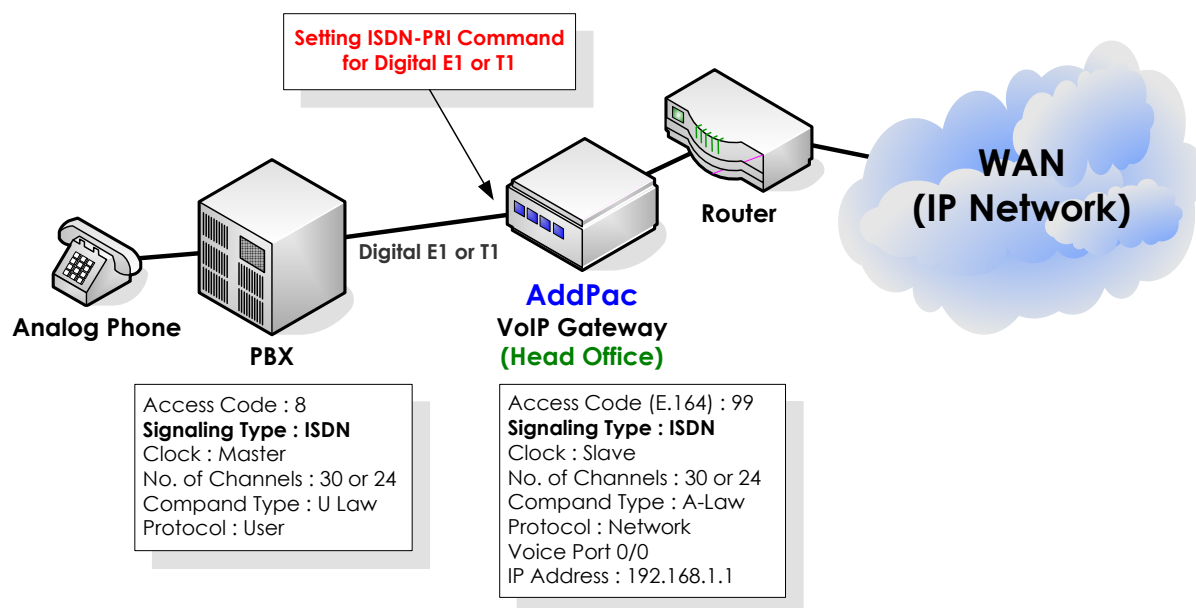 Setting ISDN-PRI Command
for Digital E1 or T1
WAN
(IP Network)
Router
Digital E1 or T1
Analog Phone
PBX
AddPac
VoIP Gateway
(Head Office)
Access Code : 8
Signaling Type : ISDN
Clock : Master
No. of Channels : 30 or 24
Compand Type : U Law
Protocol : User
Access Code (E.164) : 99
Signaling Type : ISDN
Clock : Slave
No. of Channels : 30 or 24
Compand Type : A-Law
Protocol : Network
Voice Port 0/0
IP Address : 192.168.1.1